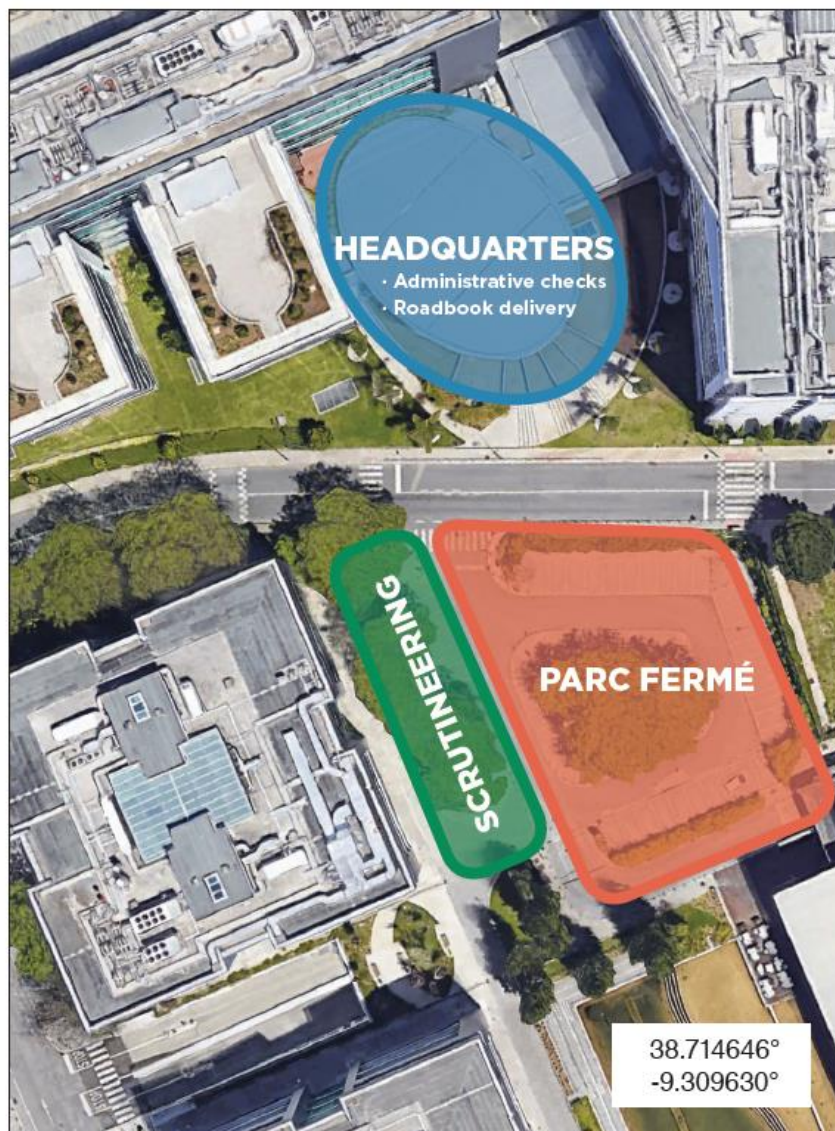 HEADQUARTERS
· Administrative checks
· Roadbook delivery
SCRUTINEERING
PARC FERMÉ
38.714646°
-9.309630°